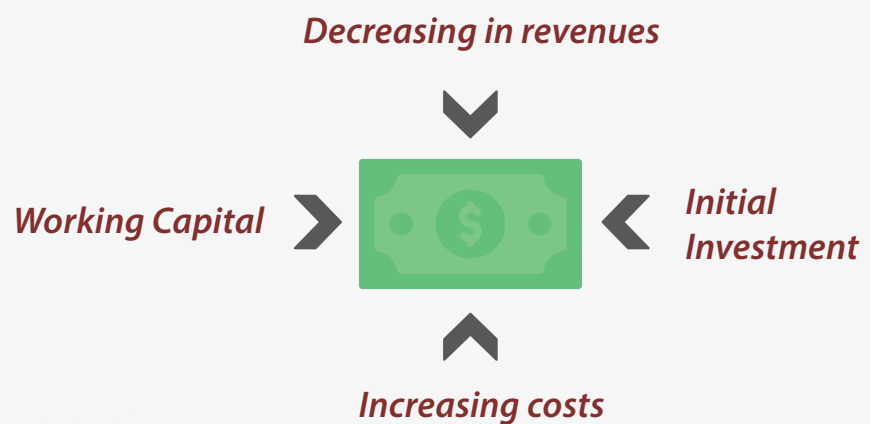 Decreasing in revenues
Working Capital
$
Initial
Investment
Increasing costs